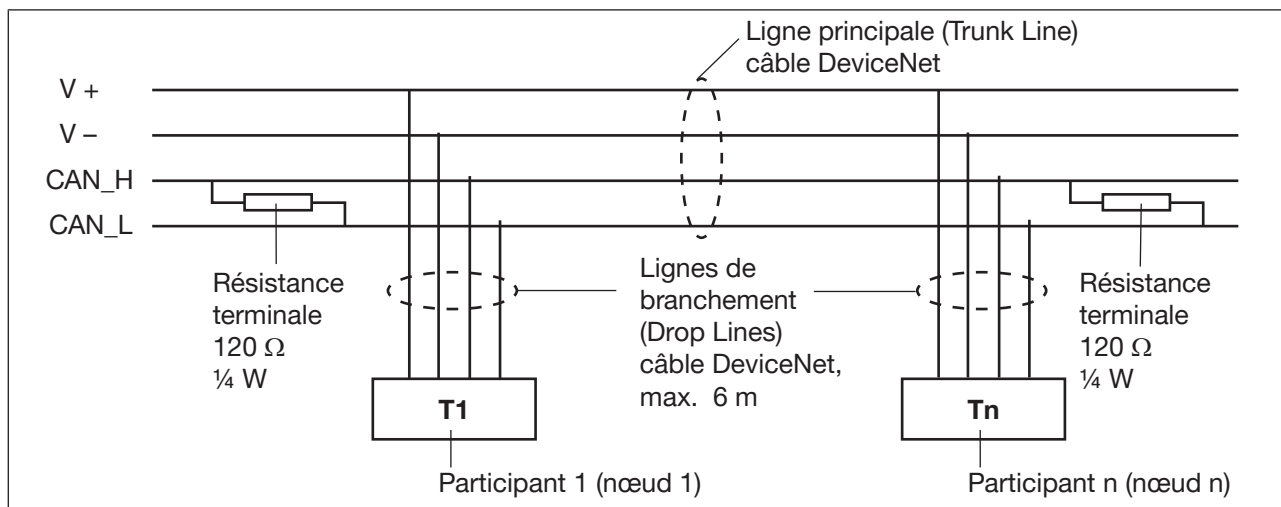 Ligne principale (Trunk Line)
câble DeviceNet
V +
V –
CAN_H
CAN_L
Résistance
terminale
120 Ω
¼ W
Lignes de
branchement
(Drop Lines)
câble DeviceNet,
max. 6 m
Résistance
terminale
120 Ω
¼ W
T1
Tn
Participant 1 (nœud 1)
Participant n (nœud n)